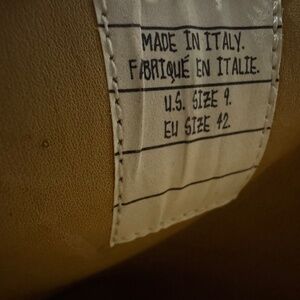 MADE IN ITALY.
FABRIQUÉ EN ITALIE.
U.S. SIZE 9.
EU SIZE 42.